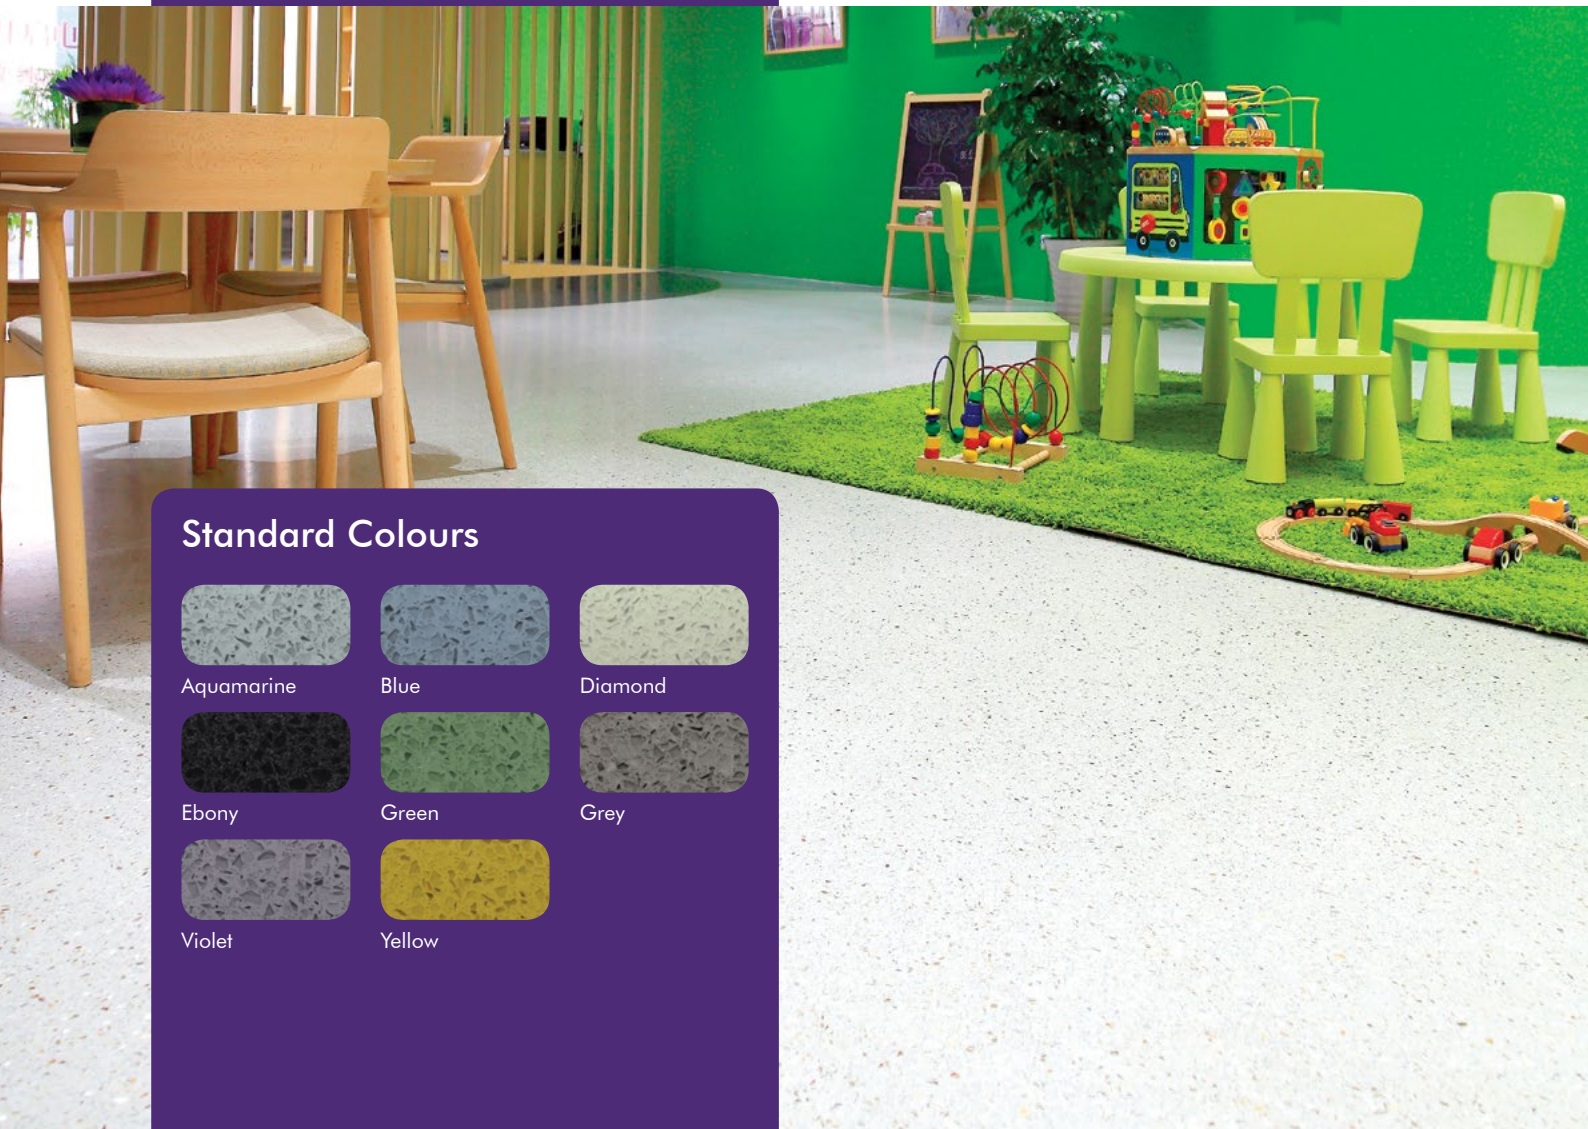 Standard Colours
Aquamarine
Blue
Diamond
Ebony
Green
Grey
Violet
Yellow